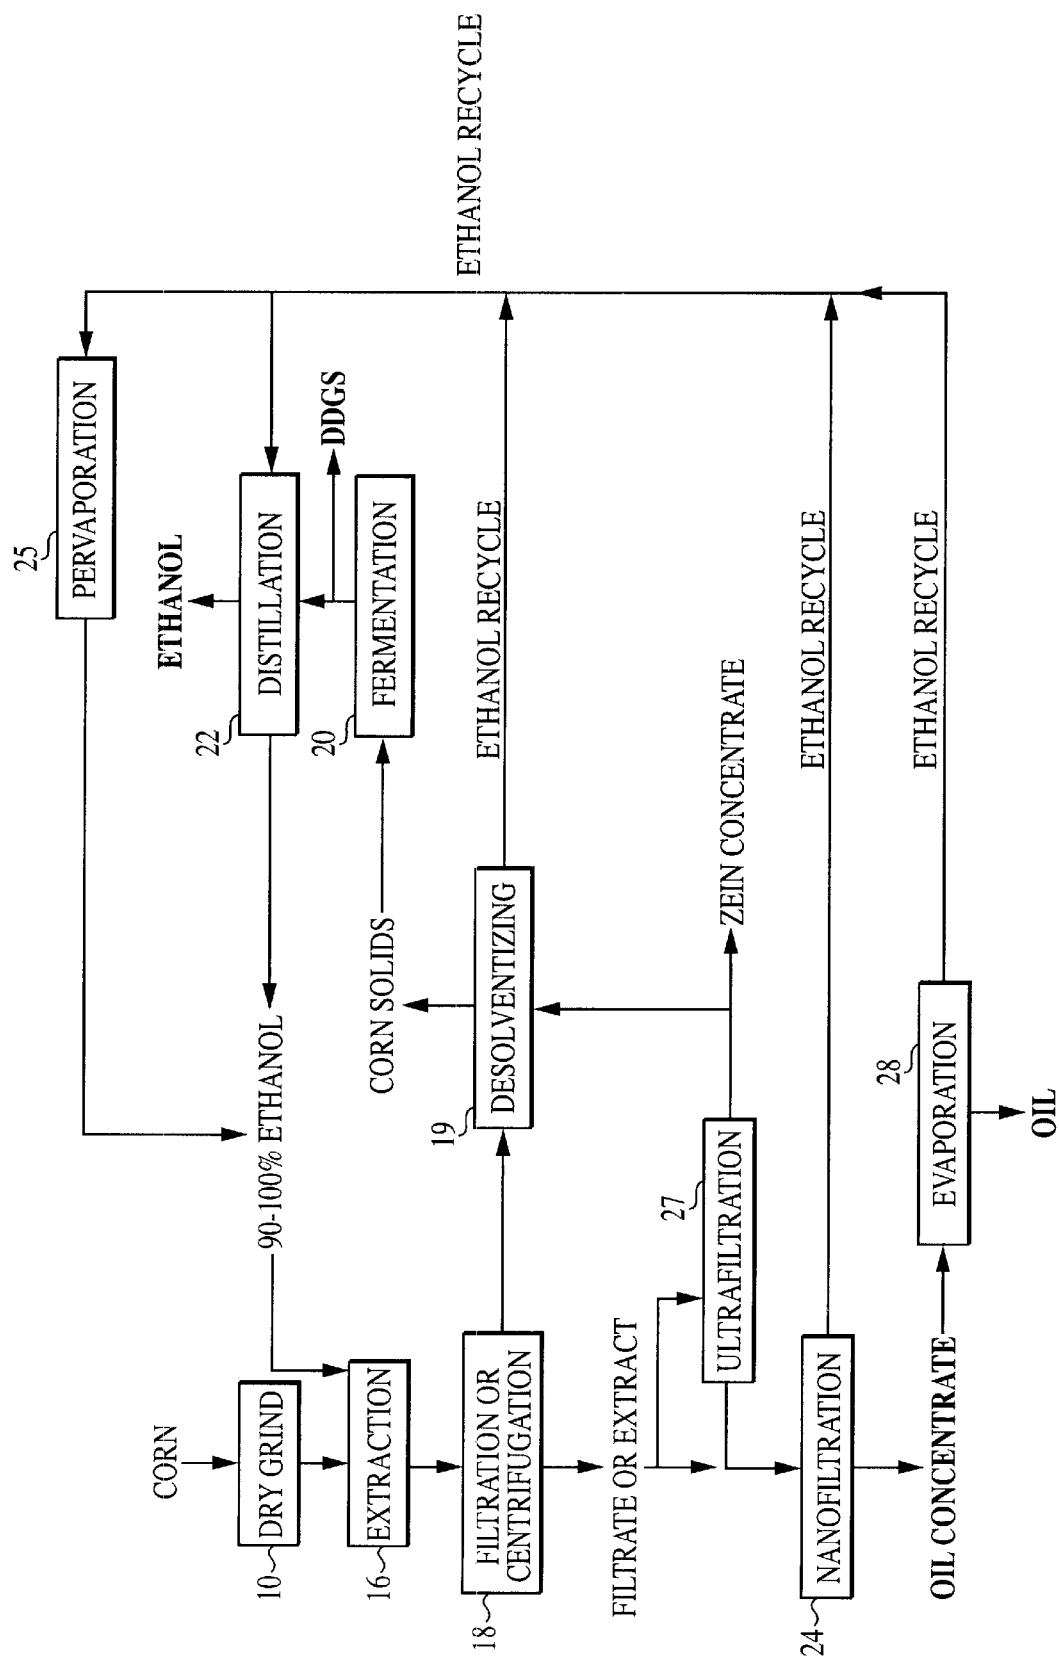 CORN
10
DRY GRIND
16
EXTRACTION
18
FILTRATION OR
CENTRIFUGATION
FILTRATE OR EXTRACT
24
NANOFILTRATION
OIL CONCENTRATE
90-100% ETHANOL
27
ULTRAFILTRATION
28
EVAPORATION
OIL
19
DESOLVENTIZING
CORN SOLIDS
ZEIN CONCENTRATE
25
PERVAPORATION
ETHANOL
22
DISTILLATION
20
FERMENTATION
DDGS
ETHANOL RECYCLE
ETHANOL RECYCLE
ETHANOL RECYCLE
ETHANOL RECYCLE